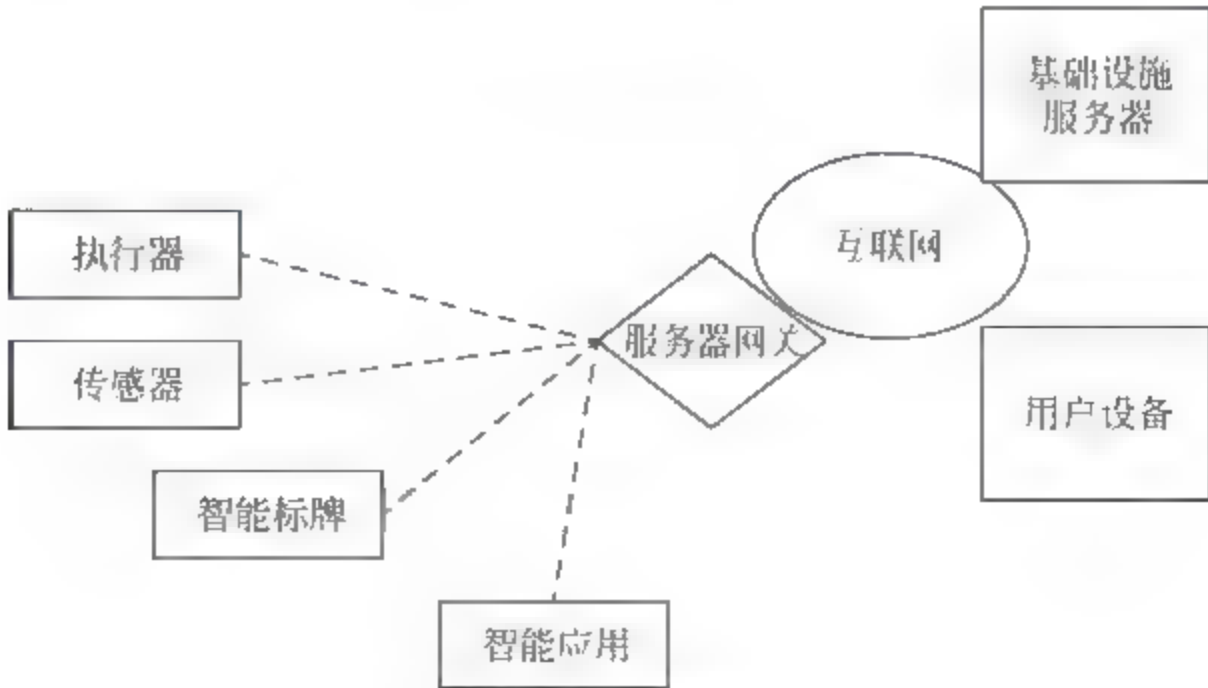 基础设施
服务器
互联网
执行器
服务器网关
传感器
用户设备
智能标牌
智能应用